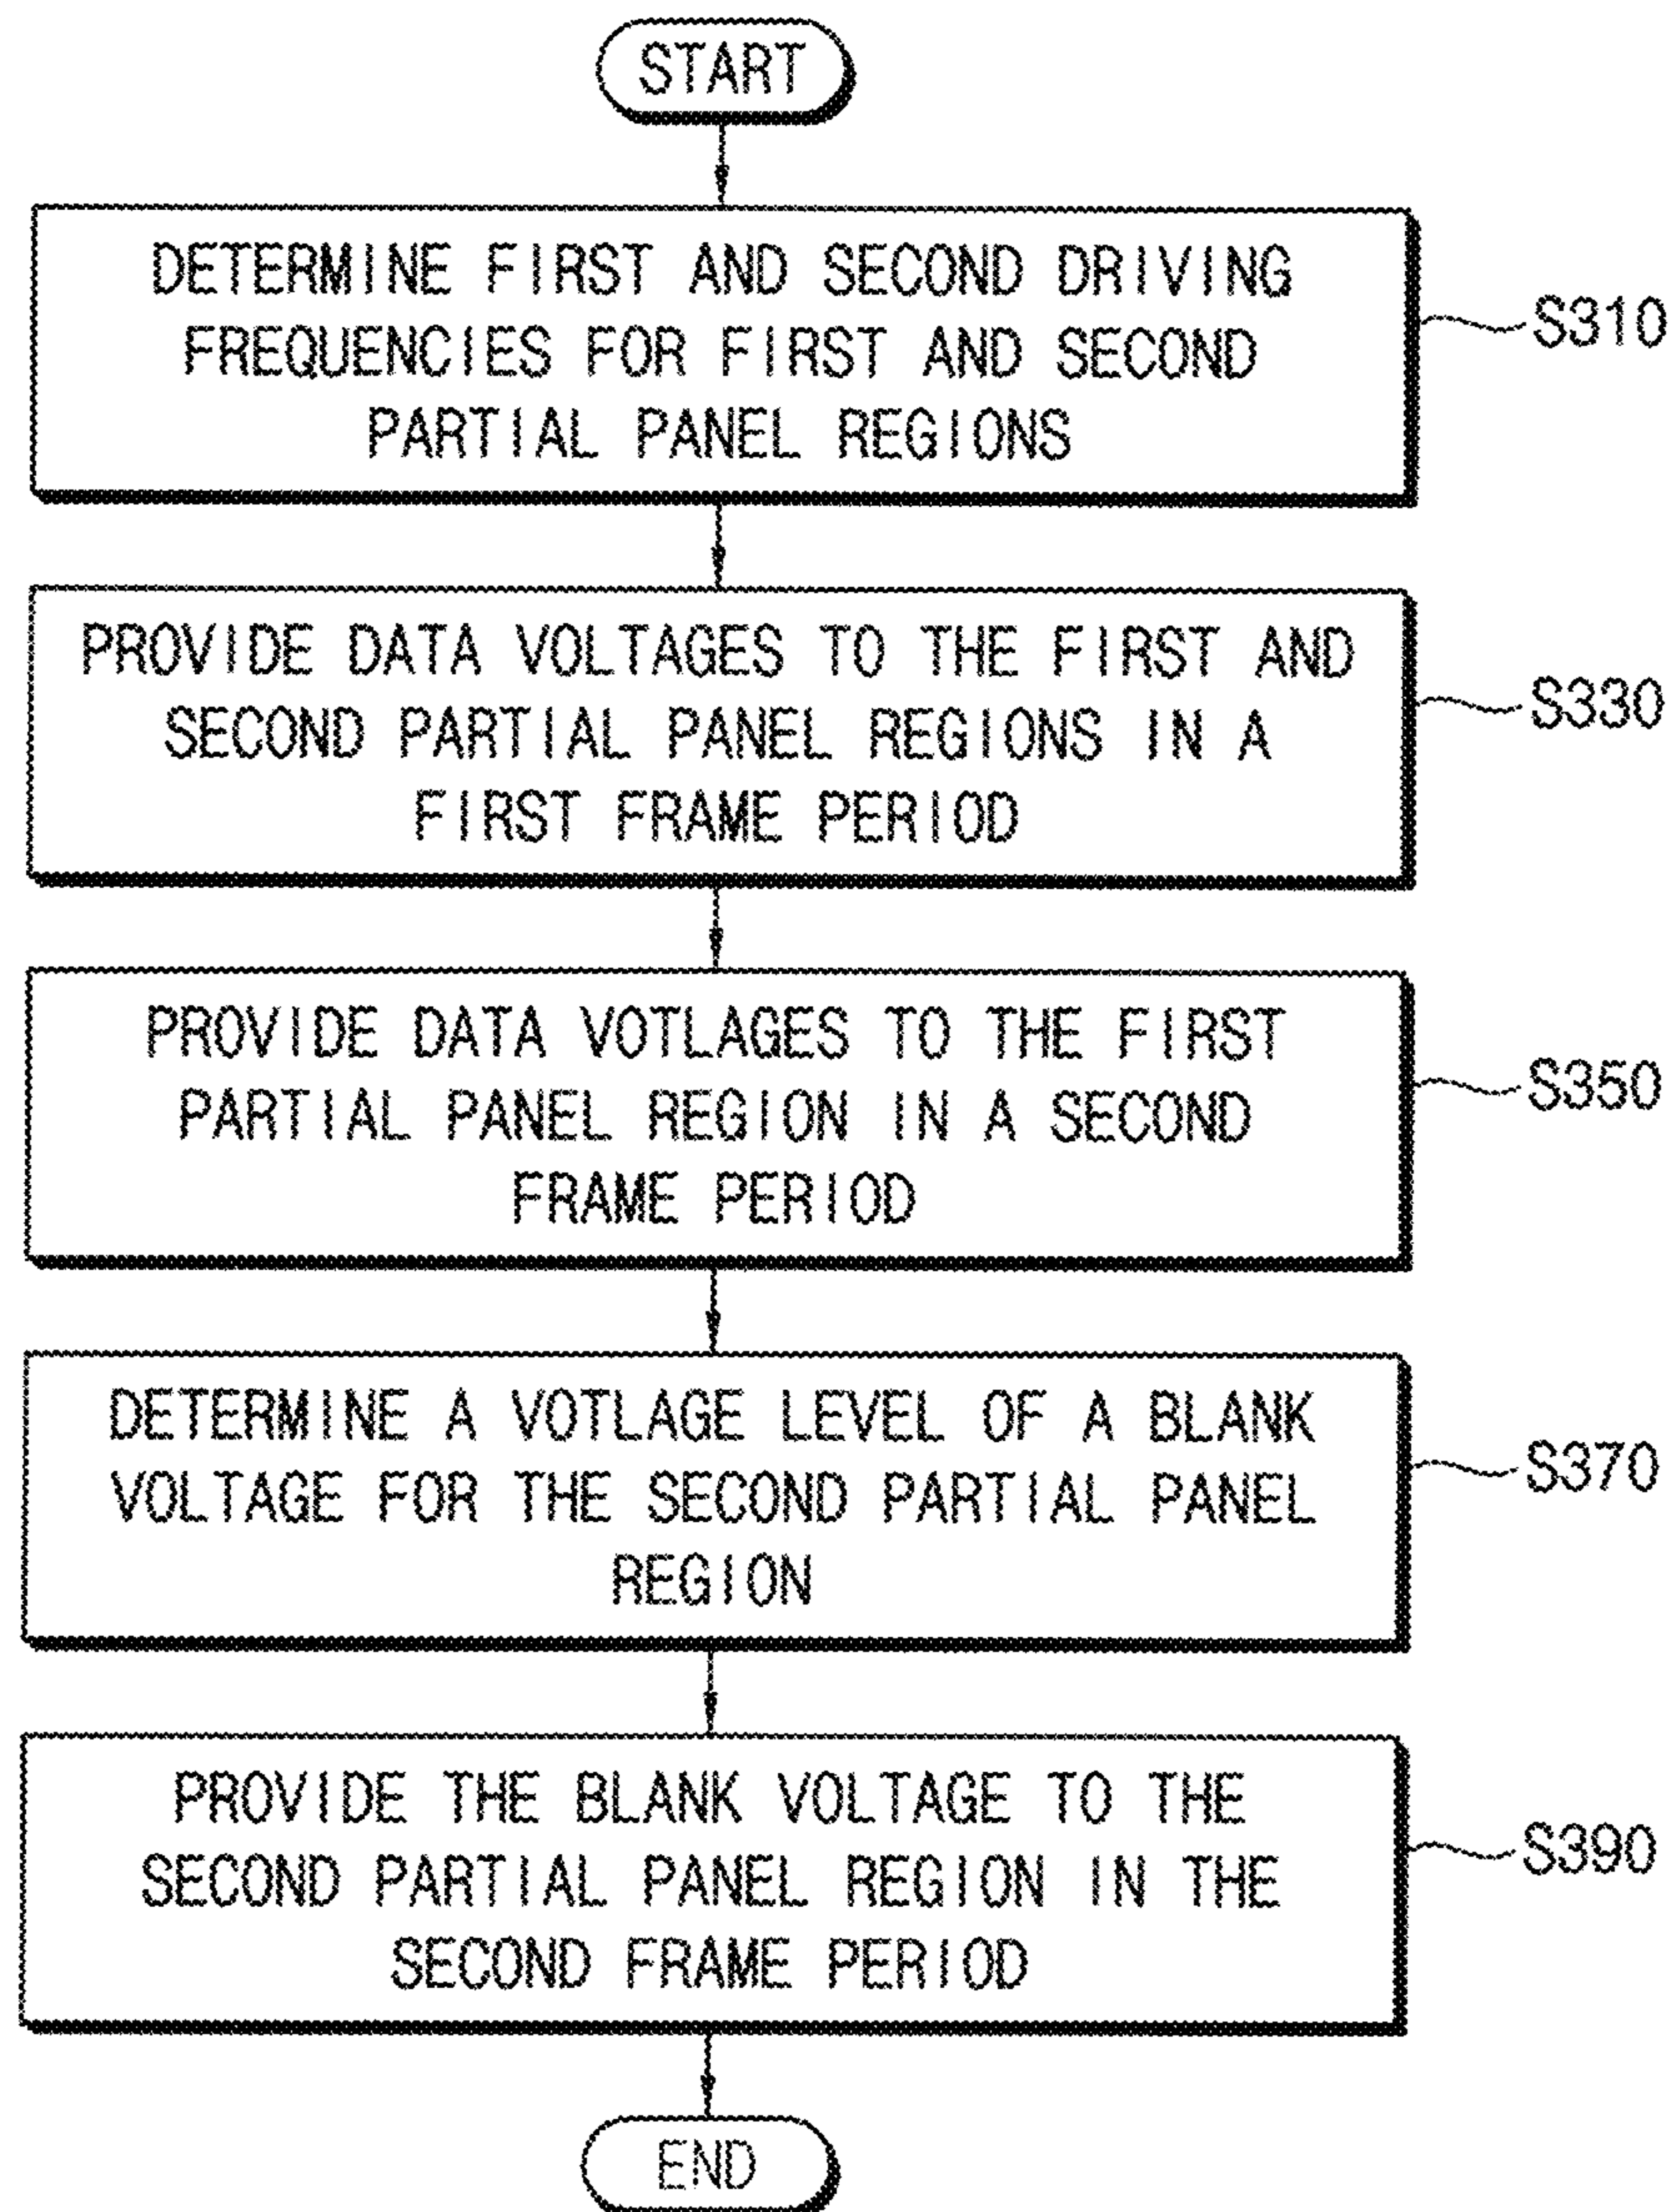 START
DETERMINE FIRST AND SECOND DRIVING
FREQUENCIES FOR FIRST AND SECOND
PARTIAL PANEL REGIONS
S310
PROVIDE DATA VOLTAGES TO THE FIRST AND
SECOND PARTIAL PANEL REGIONS IN A
FIRST FRAME PERIOD
S330
PROVIDE DATA VOTLAGES TO THE FIRST
PARTIAL PANEL REGION IN A SECOND
FRAME PERIOD
S350
DETERMINE A VOTLAGE LEVEL OF A BLANK
VOLTAGE FOR THE SECOND PARTIAL PANEL
REGION
S370
PROVIDE THE BLANK VOLTAGE TO THE
SECOND PARTIAL PANEL REGION IN THE
SECOND FRAME PERIOD
S390
END